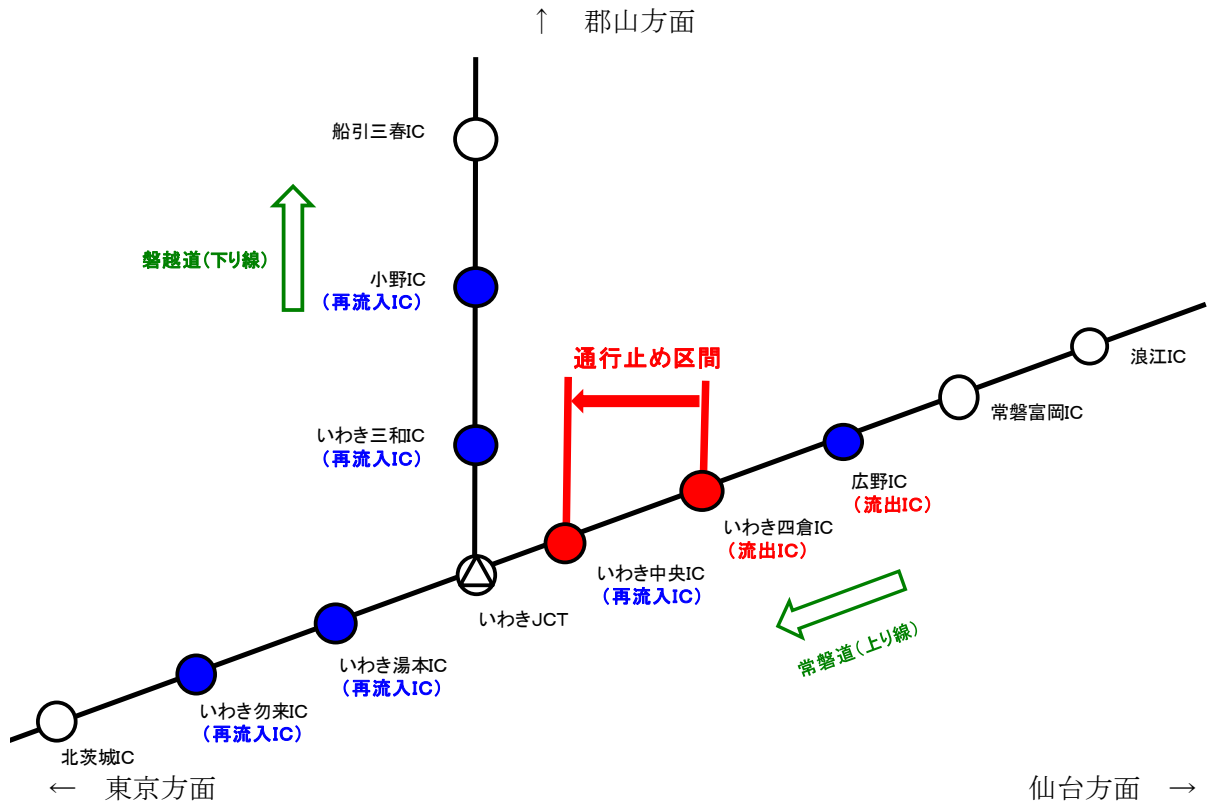 ↑ 郡山方面
船引三春IC
磐越道(下り線)
小野IC
(再流入IC)
通行止め区間
浪江IC
常磐富岡IC
いわき三和IC
(再流入IC)
広野IC
(流出IC)
いわき四倉IC
(流出IC)
いわき中央IC
(再流入IC)
いわきJCT
常磐道(上り線)
いわき湯本IC
(再流入IC)
いわき勿来IC
(再流入IC)
北茨城IC
← 東京方面
仙台方面 →